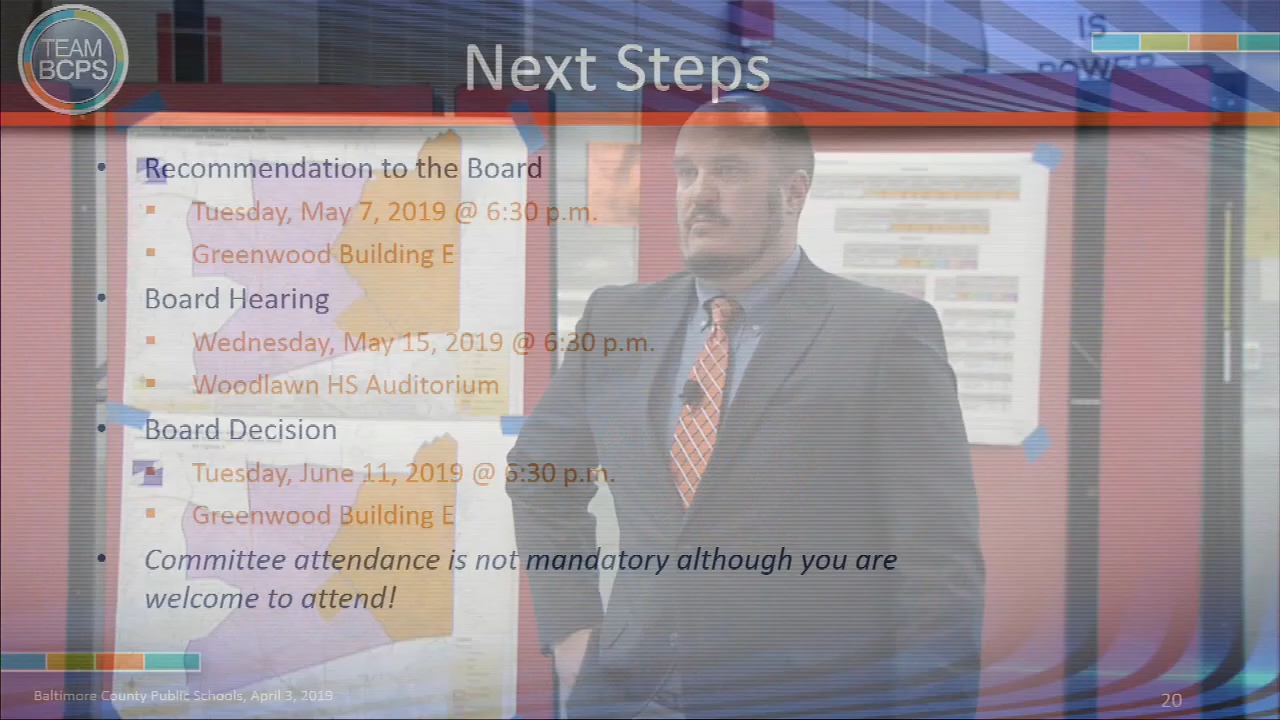 TEAM
BCPS
Next Steps
IS
POWER
• Recommendation to the Board
▪ Tuesday, May 7, 2019 @ 6:30 p.m.
▪ Greenwood Building E
• Board Hearing
▪ Wednesday, May 15, 2019 @ 6:30 p.m.
▪ Woodlawn HS Auditorium
• Board Decision
▪ Tuesday, June 11, 2019 @ 6:30 p.m.
▪ Greenwood Building E
• Committee attendance is not mandatory although you are
welcome to attend!
Baltimore County Public Schools, April 3, 2019
20